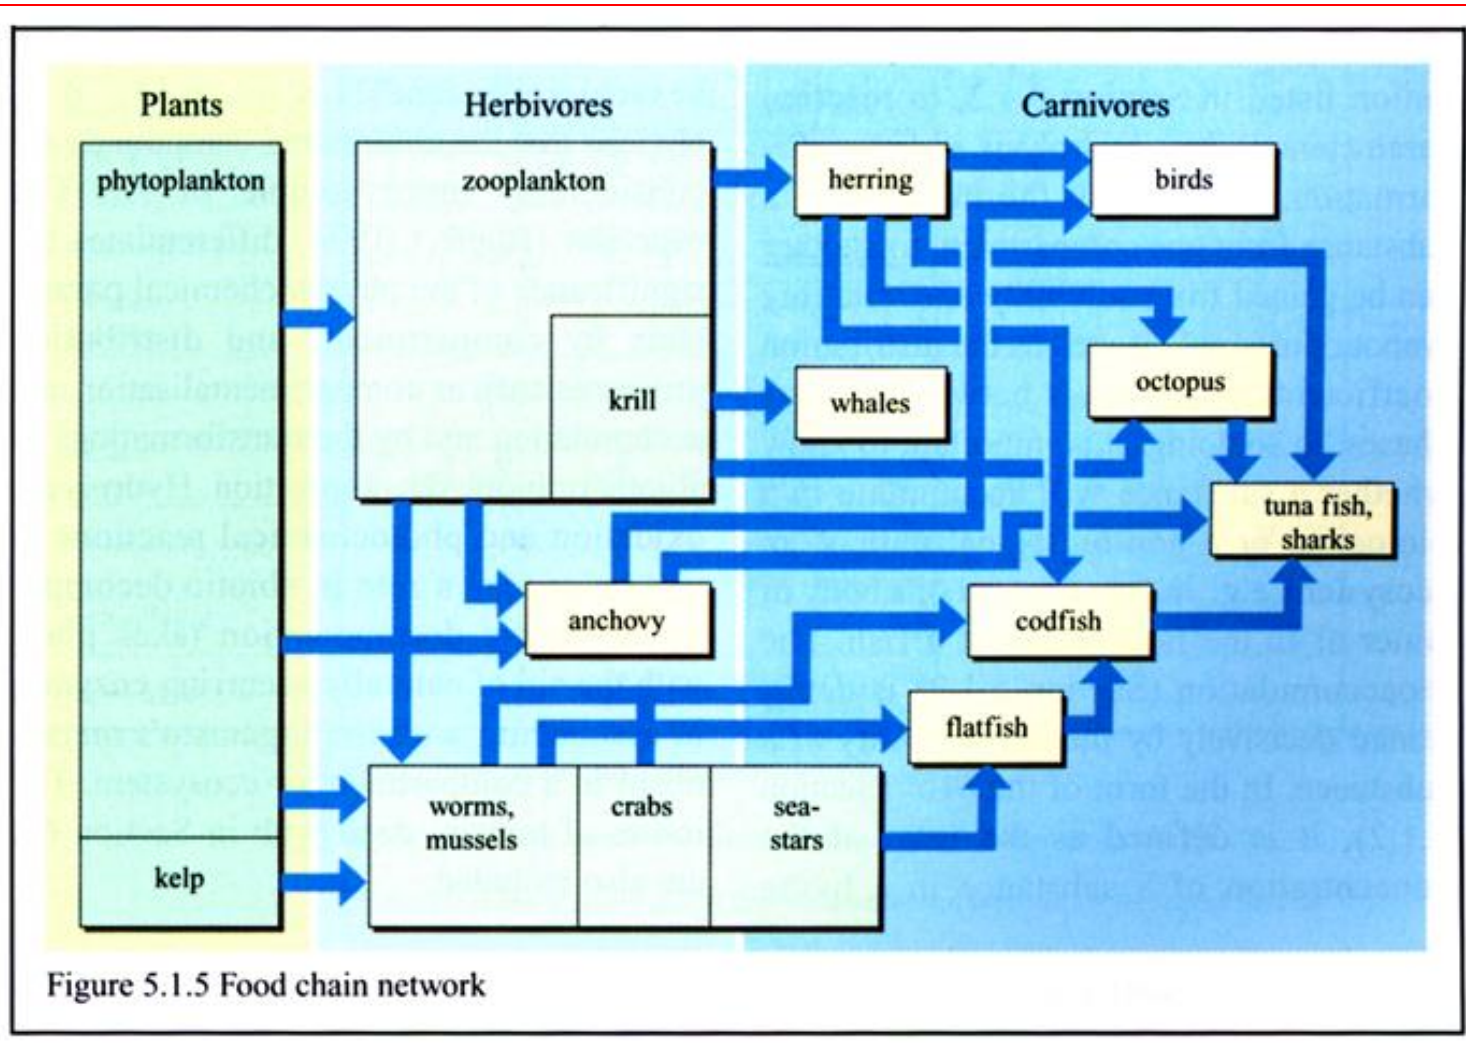 Plants
Herbivores
Carnivores
phytoplankton
zooplankton
herring
birds
krill
whales
octopus
tuna fish,
sharks
anchovy
codfish
flatfish
worms,
mussels
crabs
sea-
stars
kelp
Figure 5.1.5 Food chain network